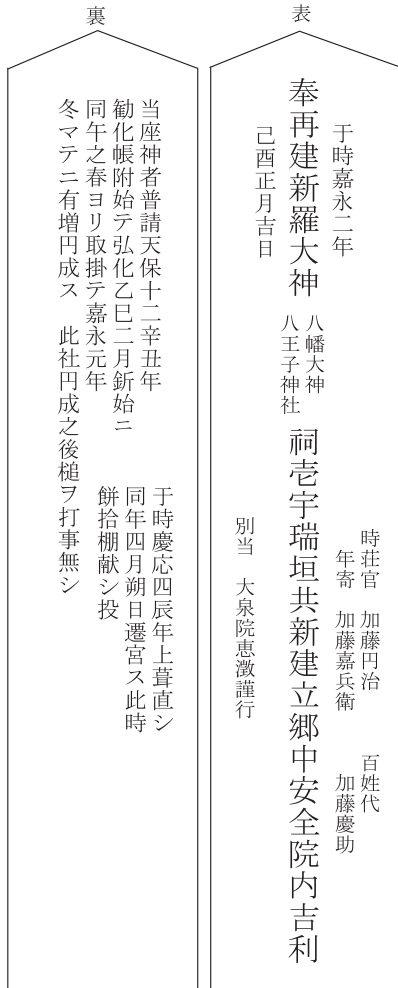 表
于時嘉永二年
己酉正月吉日
奉再建新羅大神
八幡大神
八王子神社
祠壱宇瑞垣共新建立郷中安全院内吉利
時荘官　加藤円治
年寄　加藤嘉兵衛
百姓代
加藤慶助
別当　大泉院恵澂謹行
裏
当座神者普請天保十二辛丑年
勧化帳附始テ弘化乙巳二月釿始ニ
同午之春ヨリ取掛テ嘉永元年
冬マテニ有増円成ス　此社円成之後槌ヲ打事無シ
于時慶応四辰年上葺直シ
同年四月朔日遷宮ス此時
餅拾棚献シ投